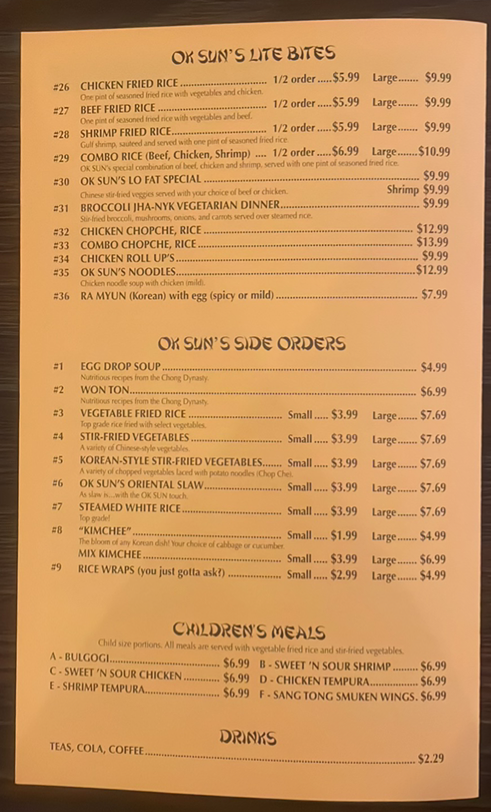 OK SUN'S LITE BITES
#26 CHICKEN FRIED RICE ........ 1/2 order .....$5.99 Large....... $9.99
One pint of seasoned fried rice with vegetables and chicken.
#27 BEEF FRIED RICE ........ 1/2 order .....$5.99 Large....... $9.99
One pint of seasoned fried rice with vegetables and beef.
#28 SHRIMP FRIED RICE........ 1/2 order .....$5.99 Large....... $9.99
Gulf shrimp, sauteed and served with one pint of seasoned fried rice
#29 COMBO RICE (Beef, Chicken, Shrimp) .... 1/2 order .....$6.99 Large.......$10.99
OK SUN'S special combination of beef, chicken and shrimp, served with one pint of seasoned fried rice.
#30 OK SUN'S LO FAT SPECIAL ........ $9.99
Chinese stir-fried veggies served with your choice of beef or chicken. Shrimp $9.99
#31 BROCCOLI JHA-NYK VEGETARIAN DINNER........ $9.99
Stir-fried broccoli, mushrooms, onions, and carrots served over steamed rice.
#32 CHICKEN CHOPCHE, RICE ........ $12.99
#33 COMBO CHOPCHE, RICE ........ $13.99
#34 CHICKEN ROLL UP'S ........ $9.99
#35 OK SUN'S NOODLES........ $12.99
Chicken noodle soup with chicken (mild).
#36 RA MYUN (Korean) with egg (spicy or mild) ........ $7.99
OK SUN'S SIDE ORDERS
#1 EGG DROP SOUP ........ $4.99
Nutritious recipes from the Chong Dynasty.
#2 WON TON........ $6.99
Nutritious recipes from the Chong Dynasty.
#3 VEGETABLE FRIED RICE ........ Small .... $3.99 Large....... $7.69
Top grade rice fried with select vegetables.
#4 STIR-FRIED VEGETABLES ........ Small .... $3.99 Large....... $7.69
A variety of Chinese-style vegetables.
#5 KOREAN-STYLE STIR-FRIED VEGETABLES....... Small .... $3.99 Large....... $7.69
A variety of chopped vegetables laced with potato noodles /Chop Chei.
#6 OK SUN'S ORIENTAL SLAW........ Small .... $3.99 Large....... $7.69
As slaw is...with the OK SUN touch.
#7 STEAMED WHITE RICE ........ Small .... $3.99 Large....... $7.69
Top grade!
#8 "KIMCHEE" ........ Small .... $1.99 Large....... $4.99
The bloom of any Korean dish! Your choice of cabbage or cucumber
MIX KIMCHEE ........ Small .... $3.99 Large....... $6.99
#9 RICE WRAPS (you just gotta ask!) ........ Small .... $2.99 Large....... $4.99
CHILDREN'S MEALS
Child size portions. All meals are served with vegetable fried rice and stir-fried vegetables.
A - BULGOGI........ $6.99 B - SWEET 'N SOUR SHRIMP ........ $6.99
C - SWEET 'N SOUR CHICKEN ........ $6.99 D - CHICKEN TEMPURA........ $6.99
E - SHRIMP TEMPURA........ $6.99 F - SANG TONG SMUKEN WINGS. $6.99
DRINKS
TEAS, COLA, COFFEE ........ $2.29